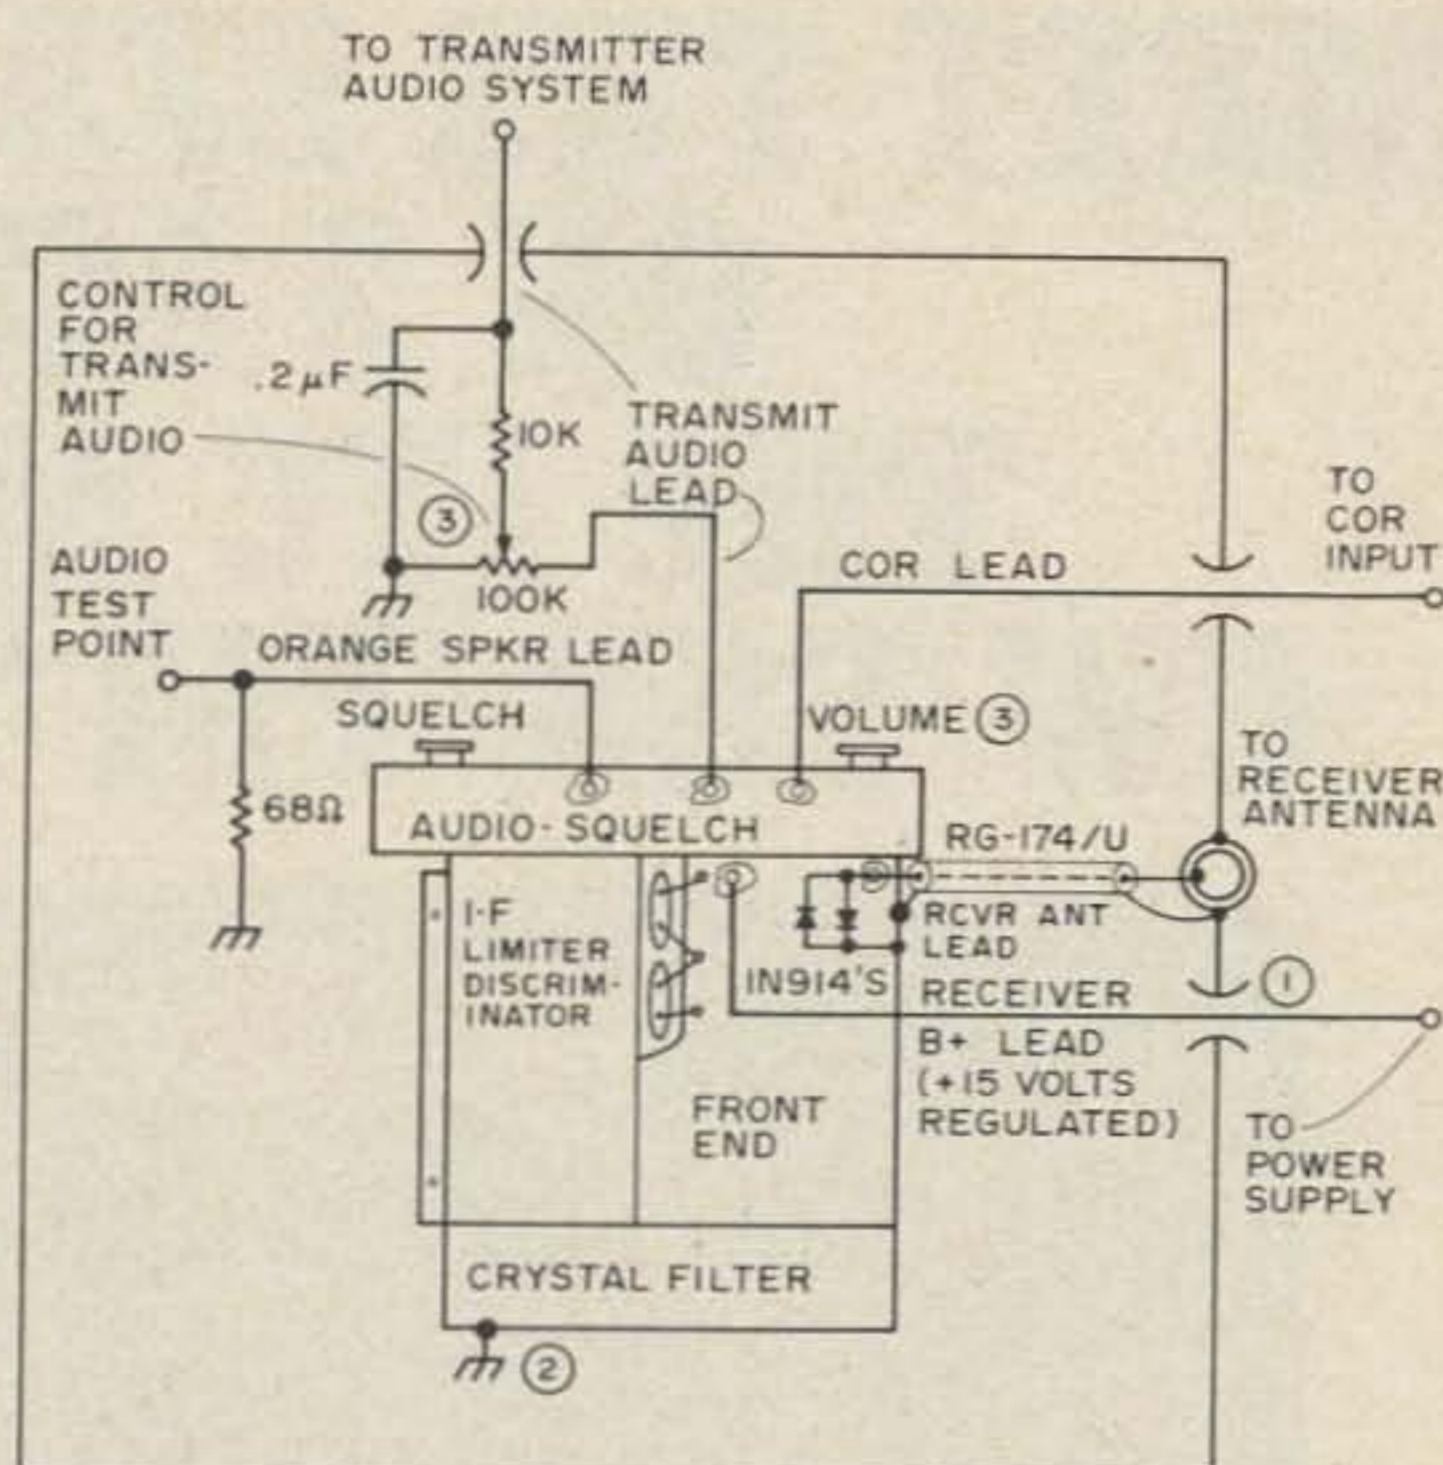 TO TRANSMITTER
AUDIO SYSTEM
CONTROL
FOR
TRANS-
MIT
AUDIO
.2µF
10K
TRANSMIT
AUDIO
LEAD
3
100K
TO
COR
INPUT
COR LEAD
AUDIO
TEST
POINT
ORANGE SPKR LEAD
SQUELCH
VOLUME 3
68Ω
AUDIO-SQUELCH
TO
RECEIVER
ANTENNA
RG-174/U
RCVR ANT
LEAD
I-F
LIMITER
DISCRIM-
INATOR
IN914'S
RECEIVER
B+ LEAD
(+15 VOLTS
REGULATED)
1
FRONT
END
TO
POWER
SUPPLY
CRYSTAL FILTER
2